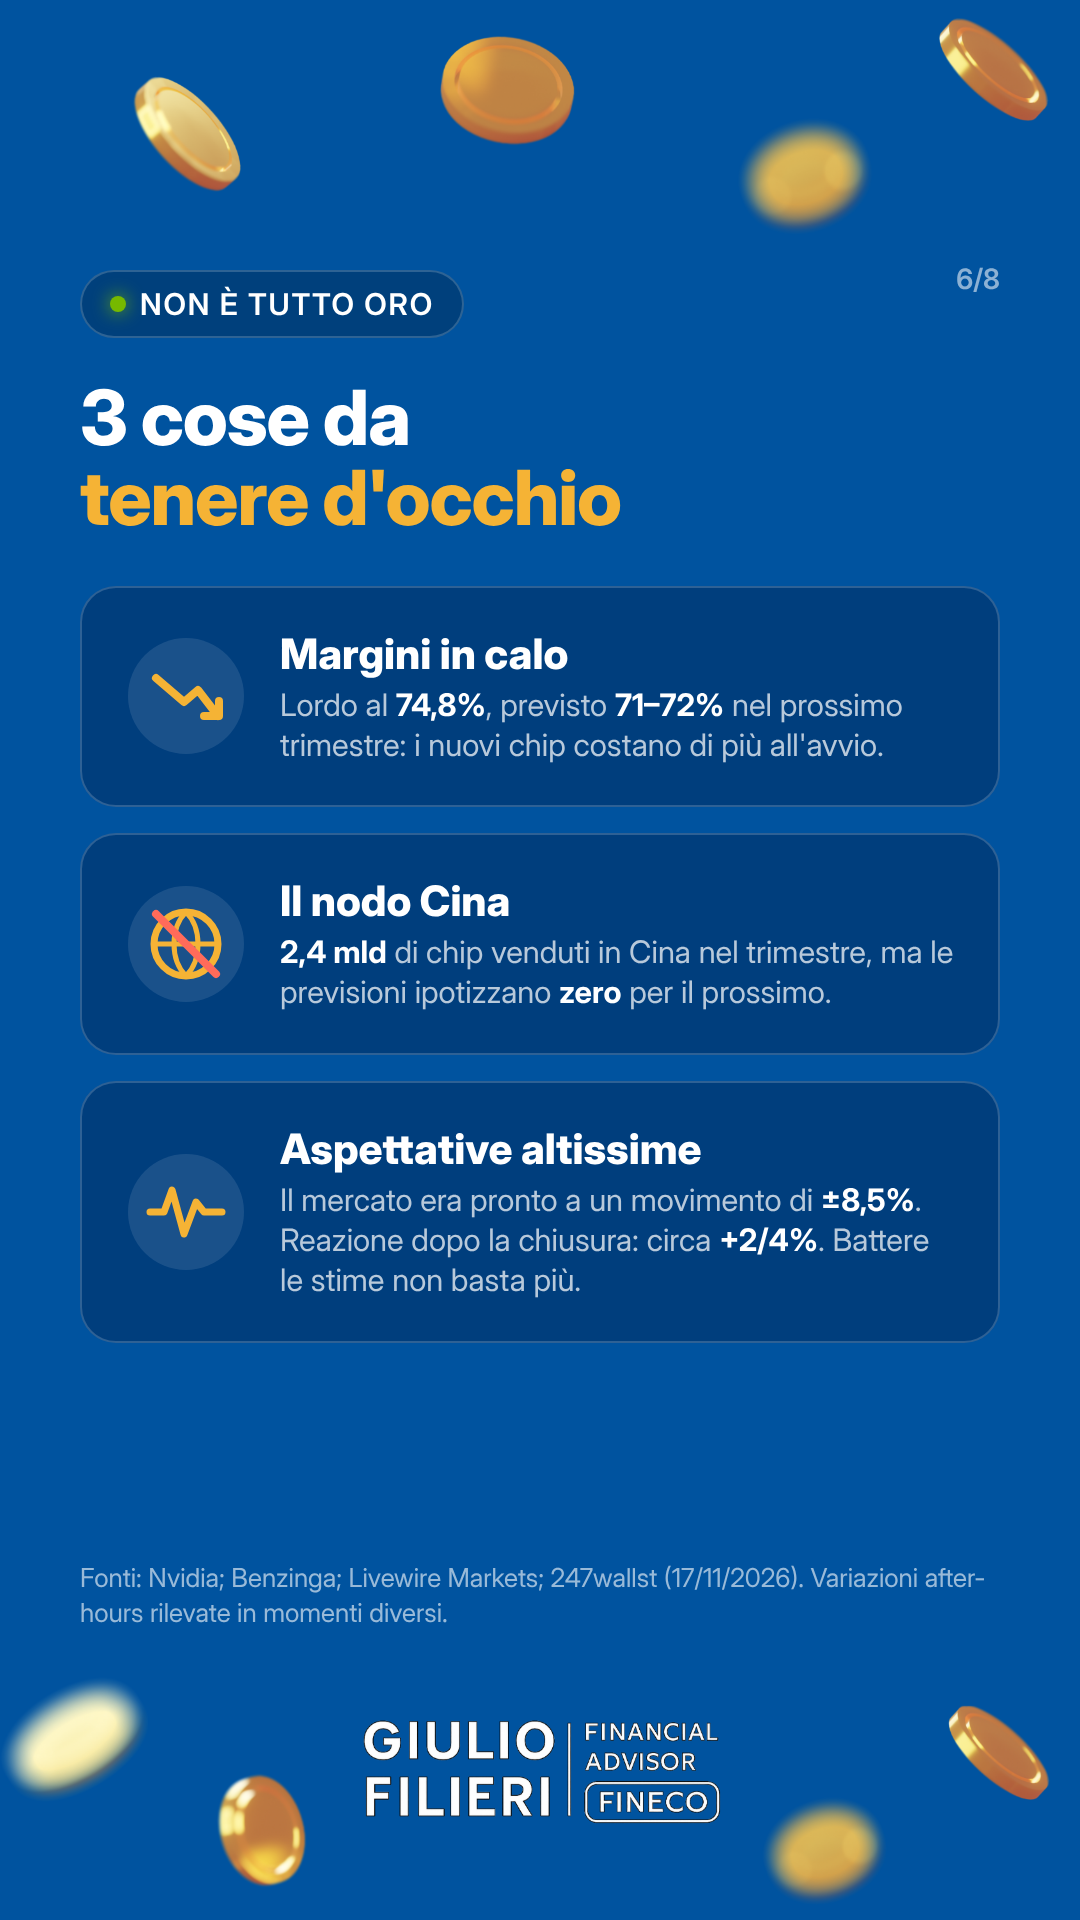 NON È TUTTO ORO
6/8
3 cose da
tenere d'occhio
Margini in calo
Lordo al 74,8%, previsto 71–72% nel prossimo
trimestre: i nuovi chip costano di più all'avvio.
Il nodo Cina
2,4 mld di chip venduti in Cina nel trimestre, ma le
previsioni ipotizzano zero per il prossimo.
Aspettative altissime
Il mercato era pronto a un movimento di ±8,5%.
Reazione dopo la chiusura: circa +2/4%. Battere
le stime non basta più.
Fonti: Nvidia; Benzinga; Livewire Markets; 247wallst (17/11/2026). Variazioni after-
hours rilevate in momenti diversi.
GIULIO
FILIERI
FINANCIAL
ADVISOR
FINECO